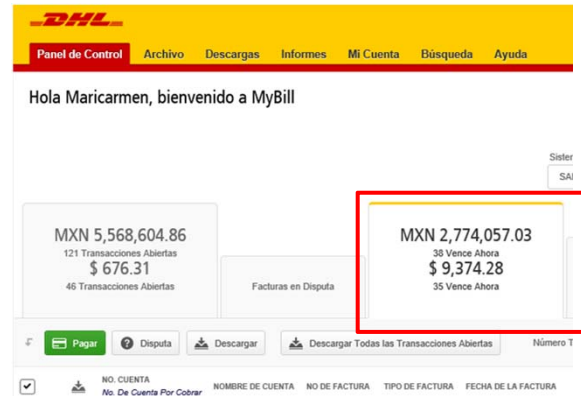 DHL
Panel de Control Archivo Descargas Informes Mi Cuenta Búsqueda Ayuda
Hola Maricarmen, bienvenido a MyBill
MXN 5,568,604.86
121 Transacciones Abiertas
$ 676.31
46 Transacciones Abiertas
Facturas en Disputa
MXN 2,774,057.03
38 Vence Ahora
$ 9,374.28
35 Vence Ahora
Pagar Disputa Descargar Descargar Todas las Transacciones Abiertas
NO. CUENTA
No. De Cuenta Por Cobrar
NOMBRE DE CUENTA NO DE FACTURA TIPO DE FACTURA FECHA DE LA FACTURA